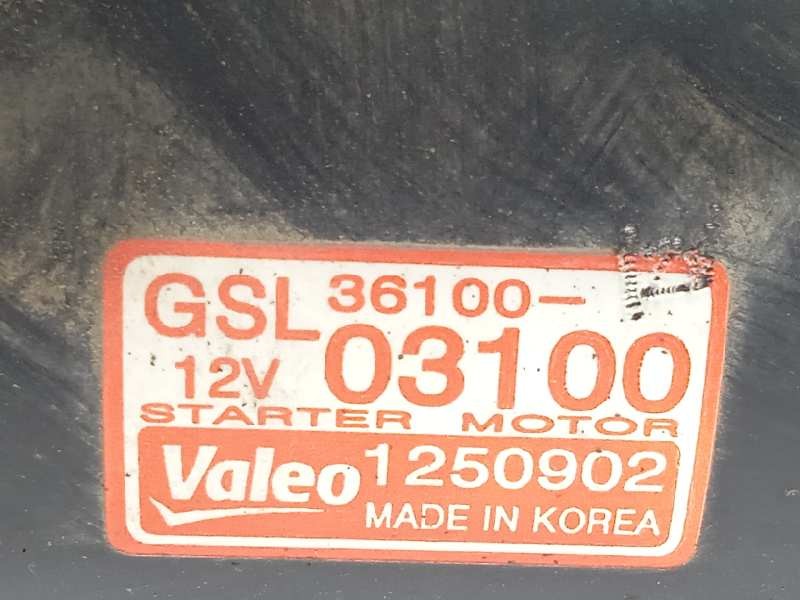 GSL 36100-
12V 03100
STARTER MOTOR
Valeo 1250902
MADE IN KOREA